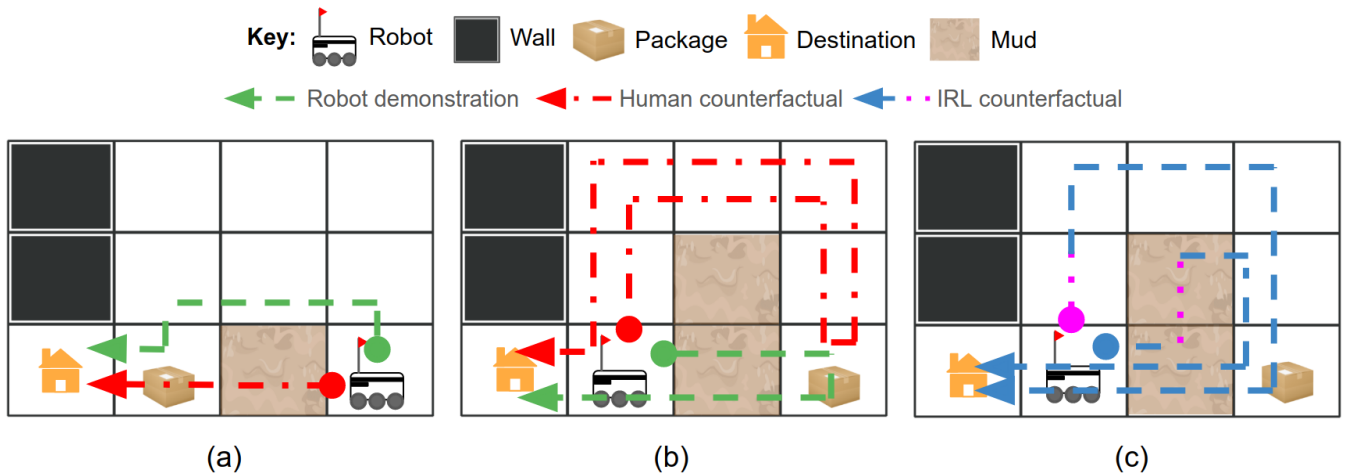 Key: Robot Wall Package Destination Mud
Robot demonstration Human counterfactual IRL counterfactual
(a) (b) (c)